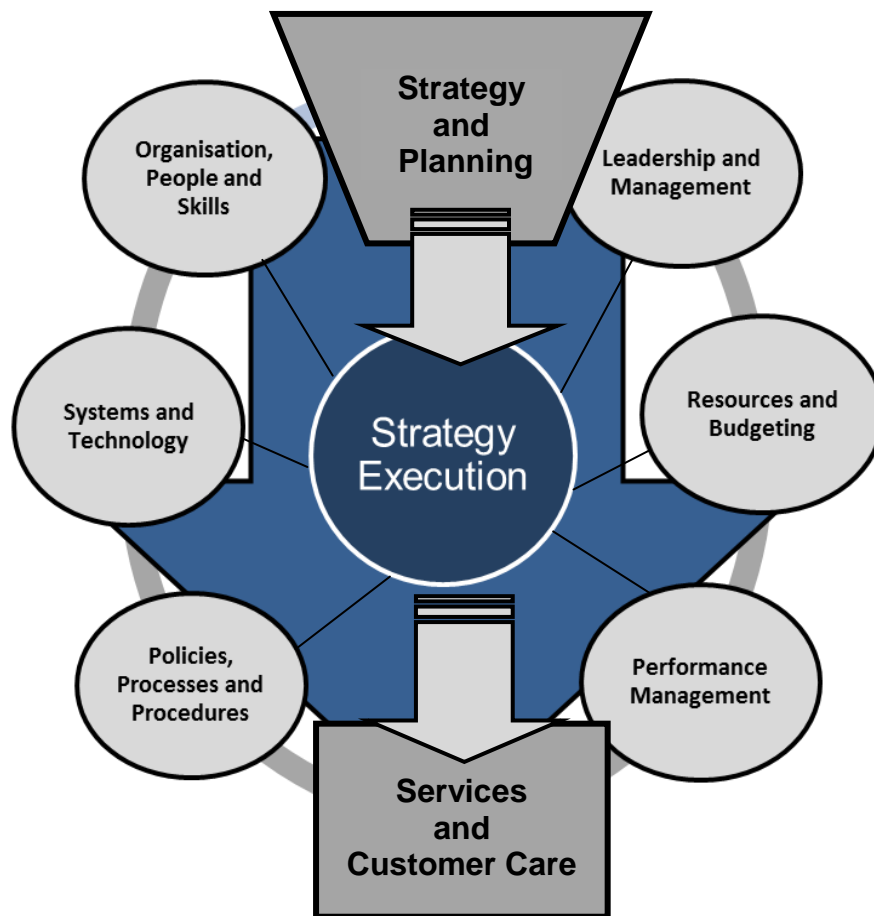 Strategy
and
Planning
Organisation,
People and
Skills
Leadership and
Management
Systems and
Technology
Strategy
Execution
Resources and
Budgeting
Policies,
Processes and
Procedures
Performance
Management
Services
and
Customer Care